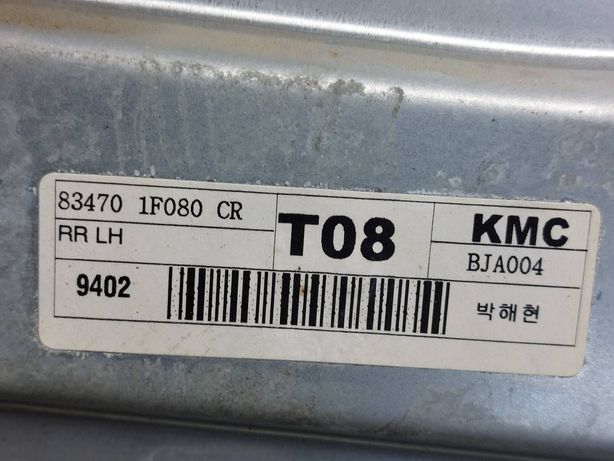 83470 1F080 CR
RR LH
T08
KMC
BJA004
9402
박해현